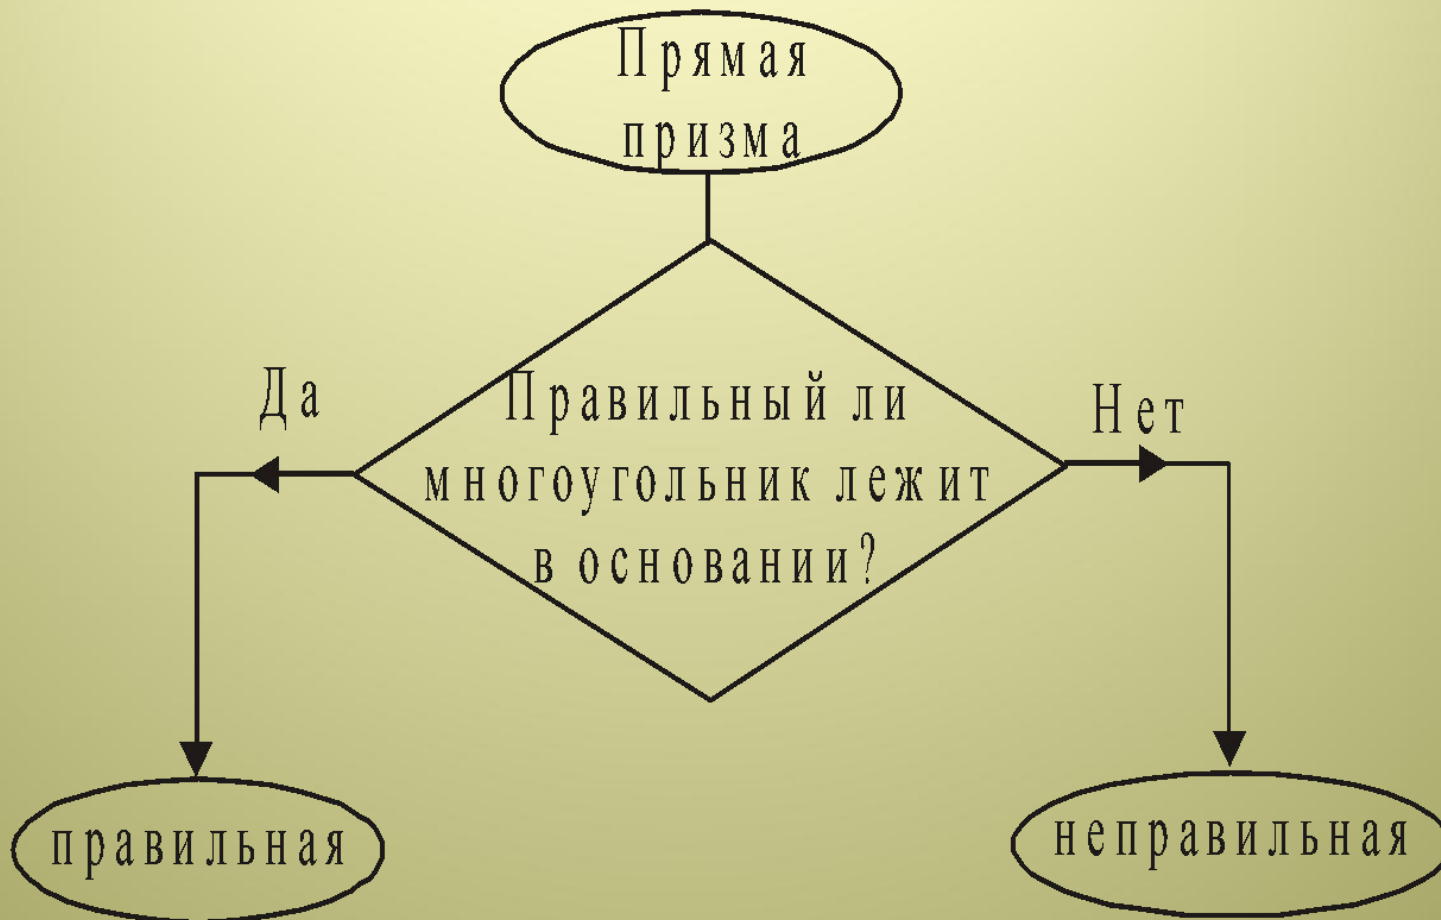 Прямая
призма
Да
Правильный ли
многоугольник лежит
в основании?
Нет
правильная
неправильная